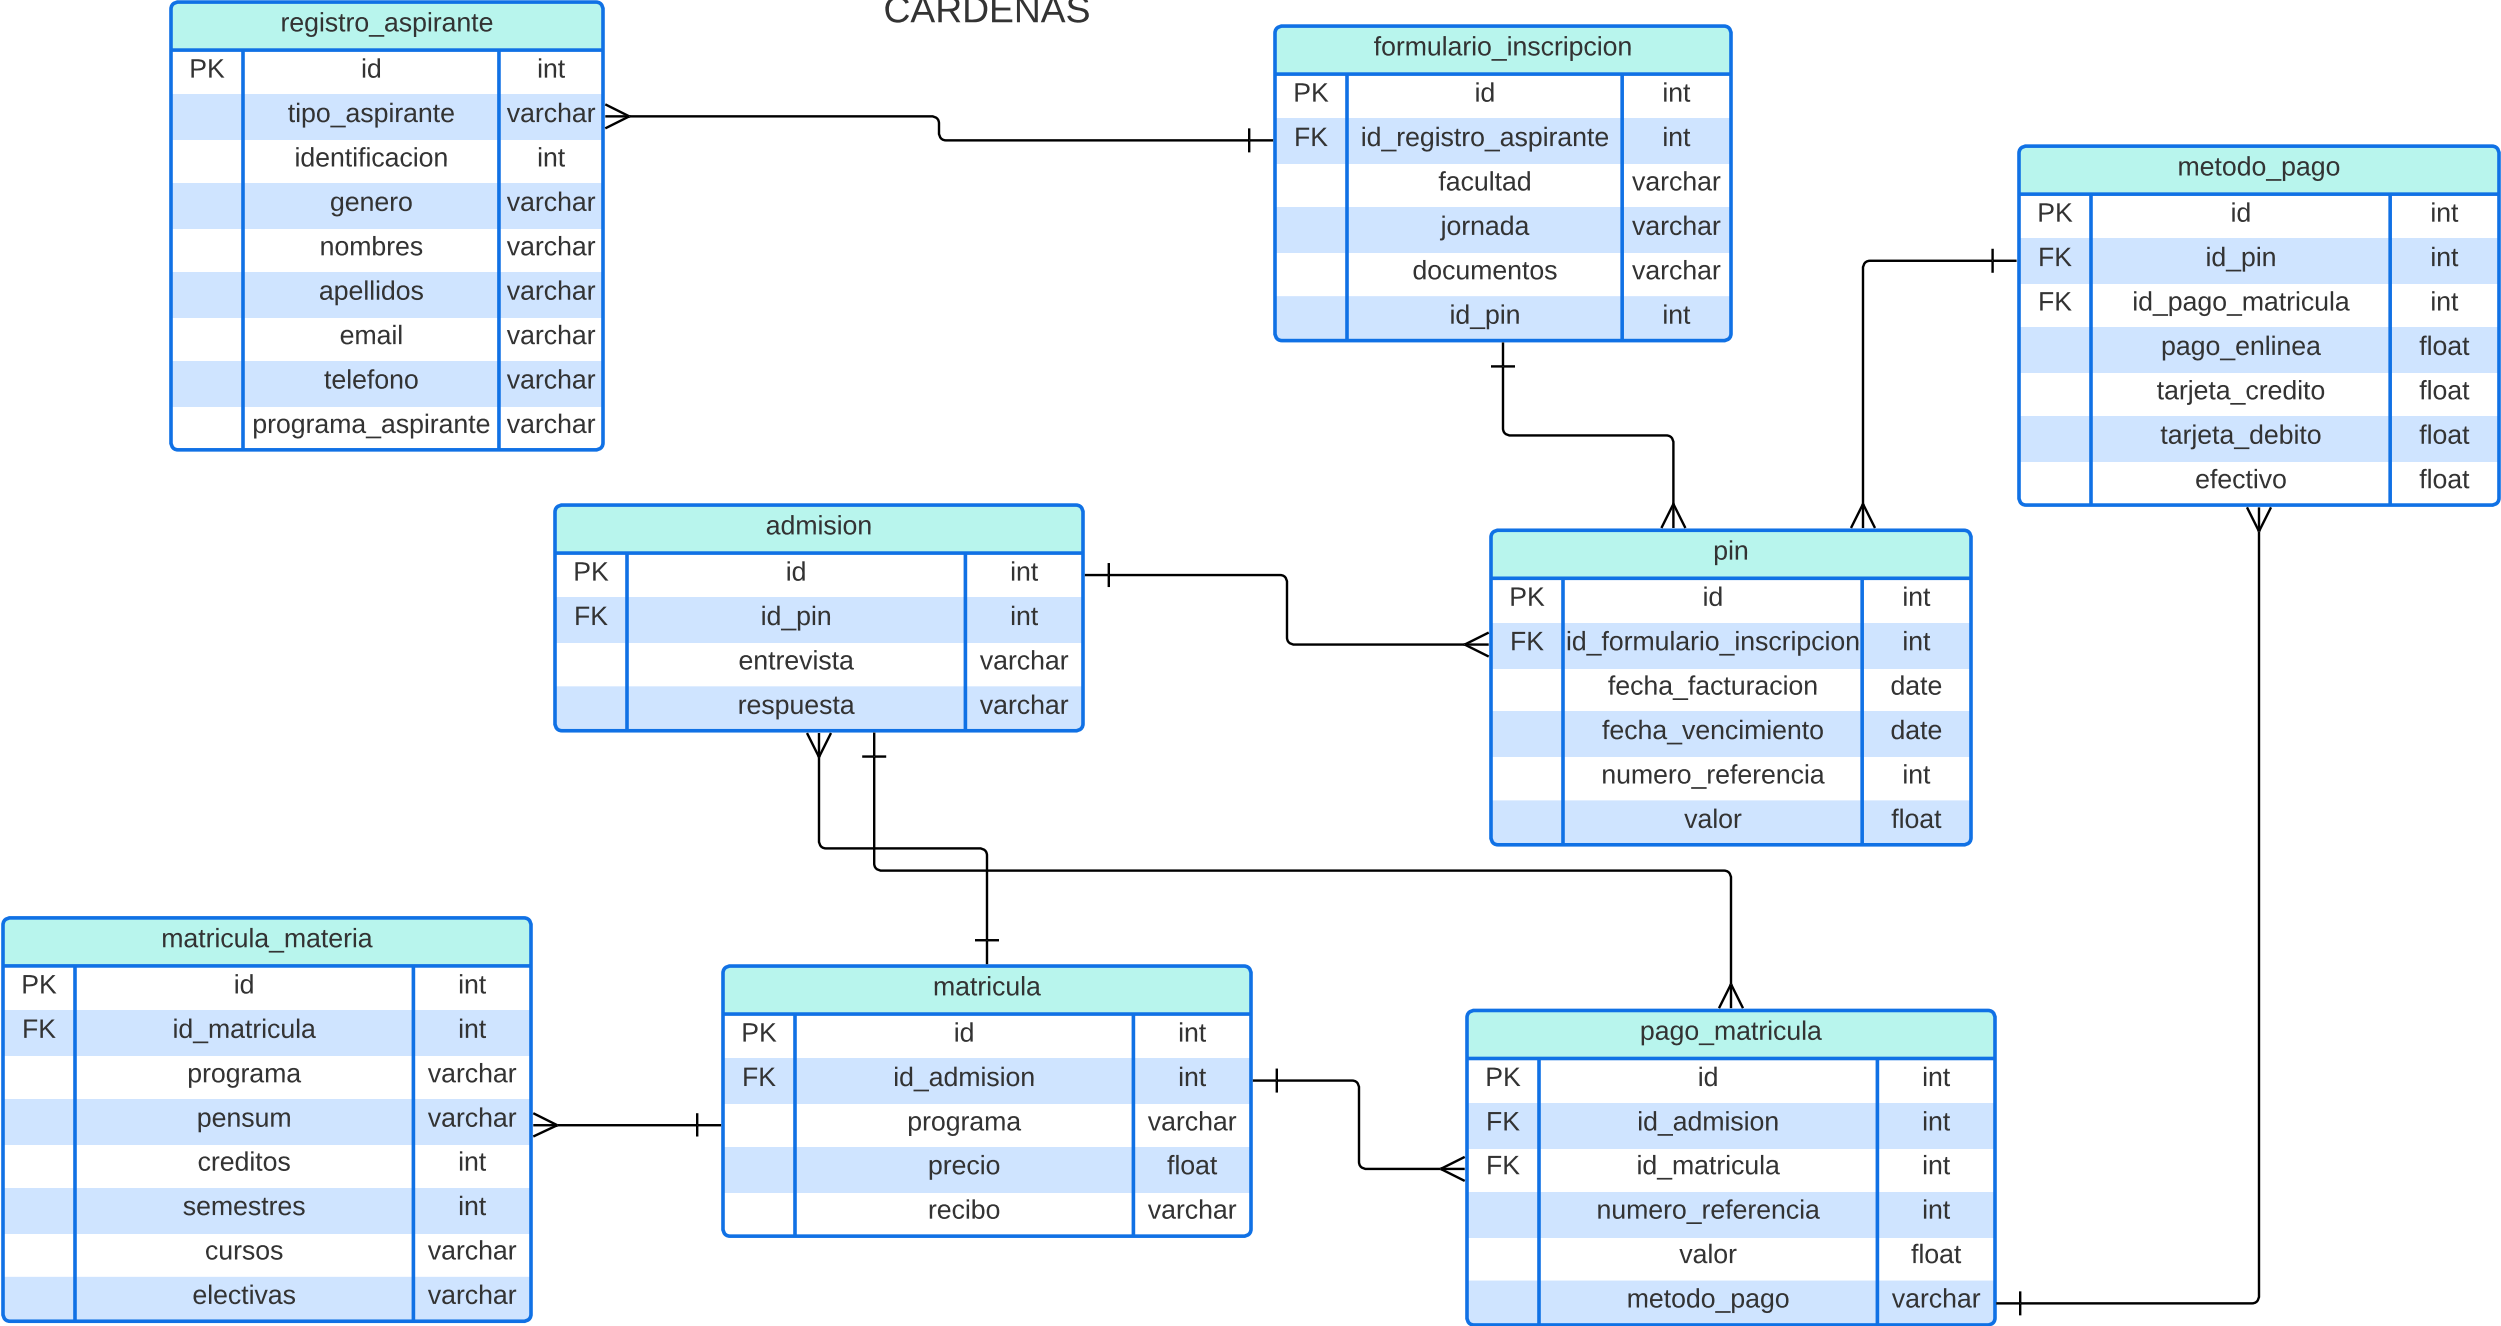 CARDENAS
registro_aspirante
PK id int
tipo_aspirante varchar
identificacion int
genero varchar
nombres varchar
apellidos varchar
email varchar
telefono varchar
programa_aspirante varchar
formulario_inscripcion
PK id int
FK id_registro_aspirante int
facultad varchar
jornada varchar
documentos varchar
id_pin int
metodo_pago
PK id int
FK id_pin int
FK id_pago_matricula int
pago_enlinea float
tarjeta_credito float
tarjeta_debito float
efectivo float
admision
PK id int
FK id_pin int
entrevista varchar
respuesta varchar
pin
PK id int
FK id_formulario_inscripcion int
fecha_facturacion date
fecha_vencimiento date
numero_referencia int
valor float
matricula_materia
PK id int
FK id_matricula int
programa varchar
pensum varchar
creditos int
semestres int
cursos varchar
electivas varchar
matricula
PK id int
FK id_admision int
programa varchar
precio float
recibo varchar
pago_matricula
PK id int
FK id_admision int
FK id_matricula int
numero_referencia int
valor float
metodo_pago varchar